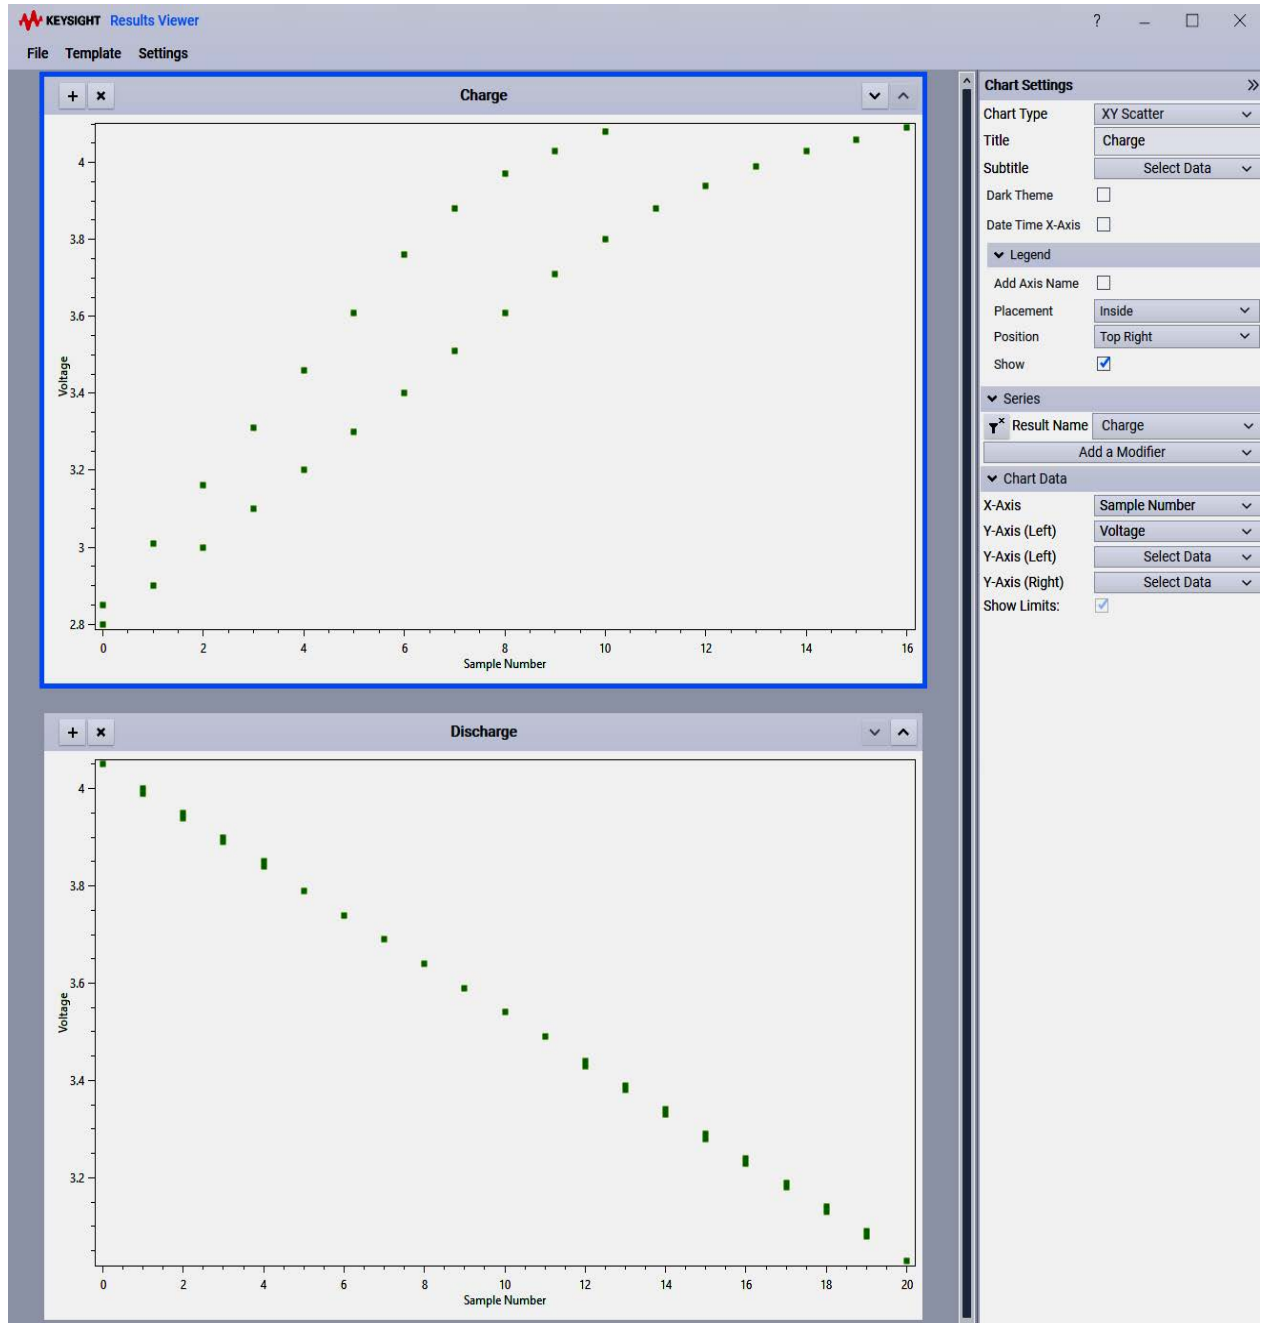 KEYSIGHT Results Viewer ?
File Template Settings
Charge
4
3.8
3.6
3.4
3.2
3
2.8
Voltage
0 2 4 6 8 10 12 14 16
Sample Number
Discharge
4
3.8
3.6
3.4
3.2
Voltage
0 2 4 6 8 10 12 14 16 18 20
Sample Number
Chart Settings
Chart Type XY Scatter
Title Charge
Subtitle Select Data
Dark Theme
Date Time X-Axis
Legend
Add Axis Name
Placement Inside
Position Top Right
Show
Series
Result Name Charge
Add a Modifier
Chart Data
X-Axis Sample Number
Y-Axis (Left) Voltage
Y-Axis (Left) Select Data
Y-Axis (Right) Select Data
Show Limits: